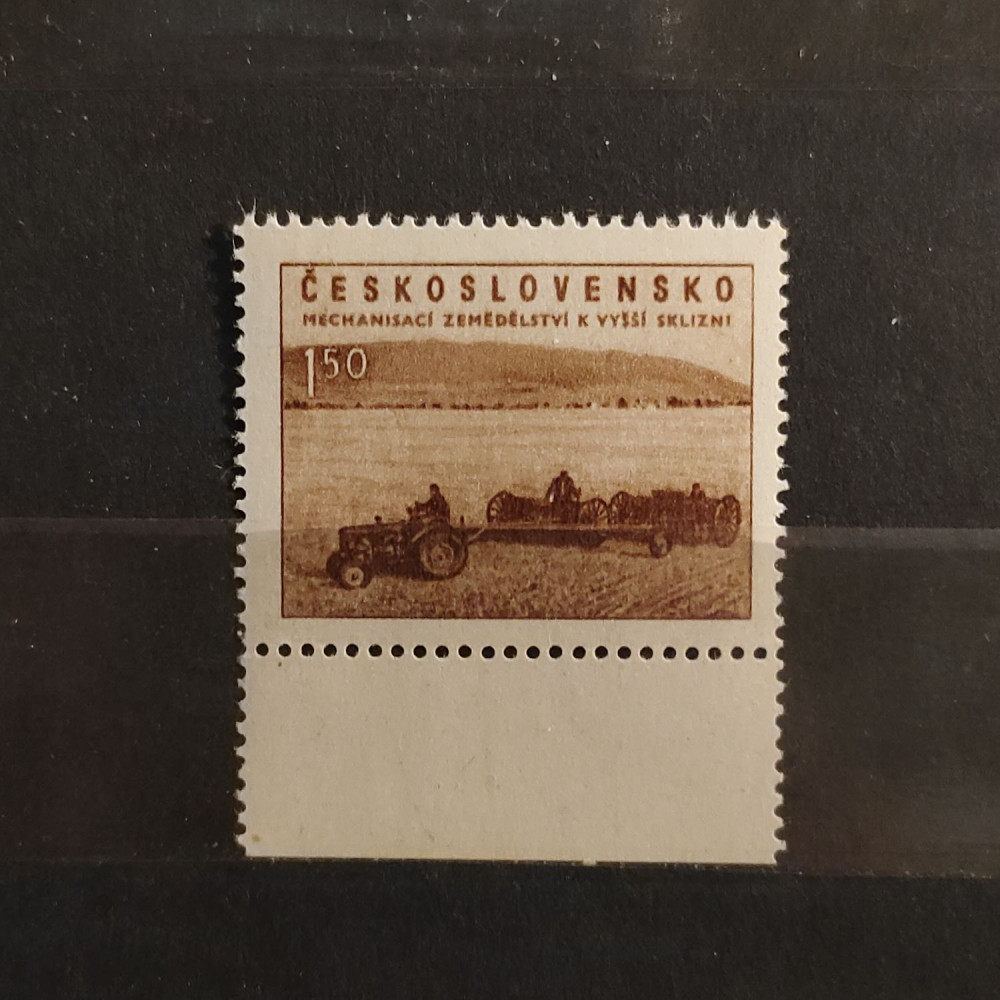 ČESKOSLOVENSKO
MECHANISACÍ ZEMĚDĚLSTVÍ K VYŠŠÍ SKLIZNI
1 50